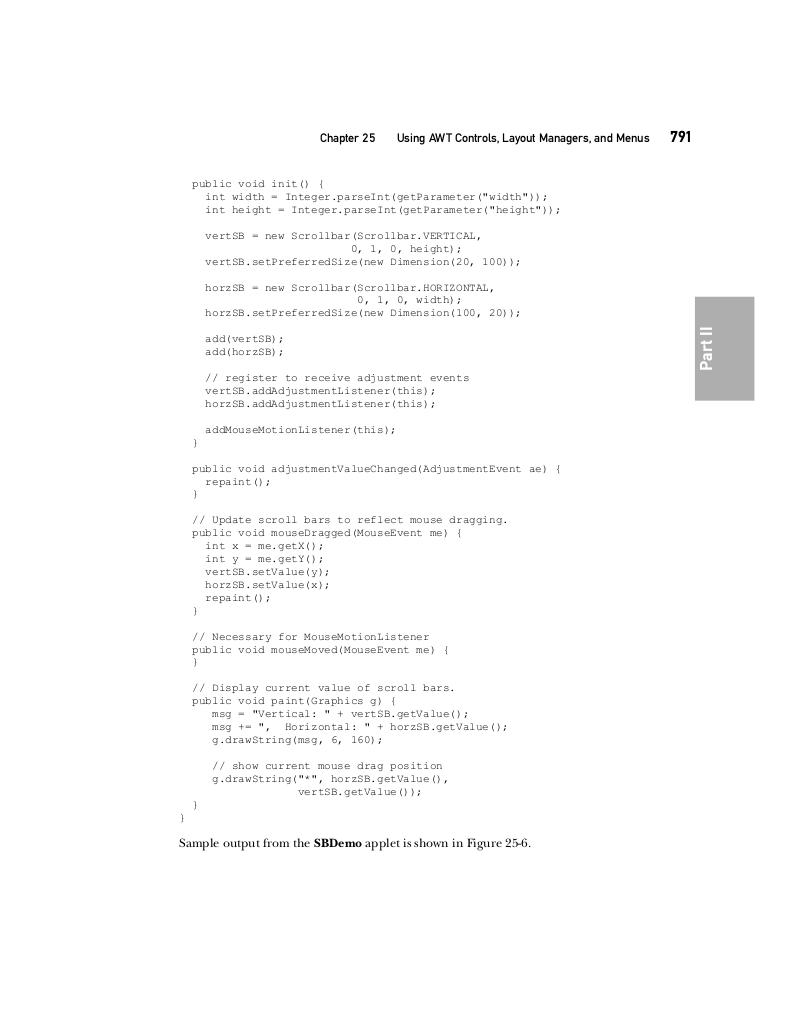 Chapter 25 Using AWT Controls, Layout Managers, and Menus 791
public void init() {
int width = Integer.parseInt(getParameter("width"));
int height = Integer.parseInt(getParameter("height"));
vertSB = new Scrollbar(Scrollbar.VERTICAL,
0, 1, 0, height);
vertSB.setPreferredSize(new Dimension(20, 100));
horzSB = new Scrollbar(Scrollbar.HORIZONTAL,
0, 1, 0, width);
horzSB.setPreferredSize(new Dimension(100, 20));
add(vertSB);
add(horzSB);
// register to receive adjustment events
vertSB.addAdjustmentListener(this);
horzSB.addAdjustmentListener(this);
addMouseMotionListener(this);
}
public void adjustmentValueChanged(AdjustmentEvent ae) {
repaint();
}
// Update scroll bars to reflect mouse dragging.
public void mouseDragged(MouseEvent me) {
int x = me.getX();
int y = me.getY();
vertSB.setValue(y);
horzSB.setValue(x);
repaint();
}
// Necessary for MouseMotionListener
public void mouseMoved(MouseEvent me) {
}
// Display current value of scroll bars.
public void paint(Graphics g) {
msg = "Vertical: " + vertSB.getValue();
msg += ",  Horizontal: " + horzSB.getValue();
g.drawString(msg, 6, 160);
// show current mouse drag position
g.drawString("*", horzSB.getValue(),
vertSB.getValue());
}
}
Sample output from the SBDemo applet is shown in Figure 25-6.
Part II